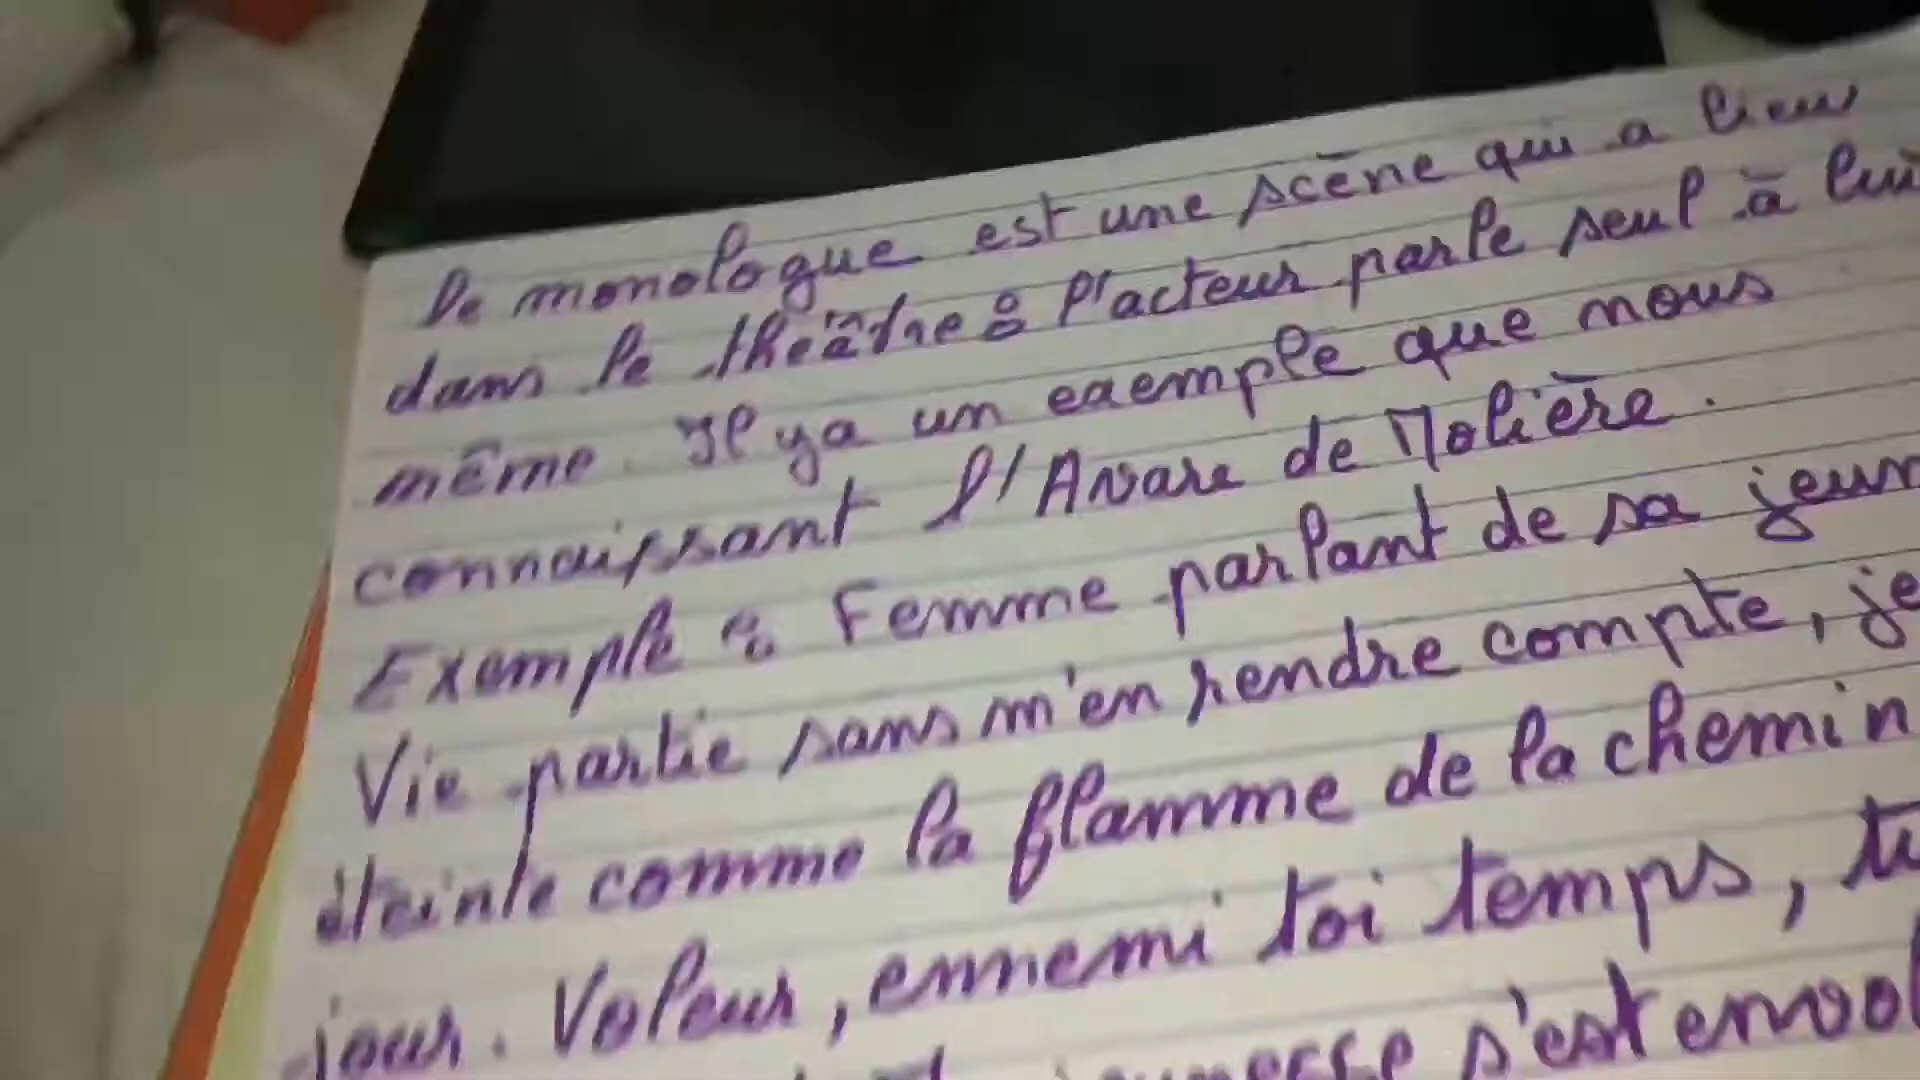 Le monologue est une scène qui a lieu
dans le théâtre : l'acteur parle seul à lui
même. Il ya un exemple que nous
connaissant l'Avare de Molière.
Exemple : Femme parlant de sa
Vie partie sans m'en rendre compte, je
éteinte comme la flamme de la chemin
jour. Voleur, ennemi toi temps, tu
s'est